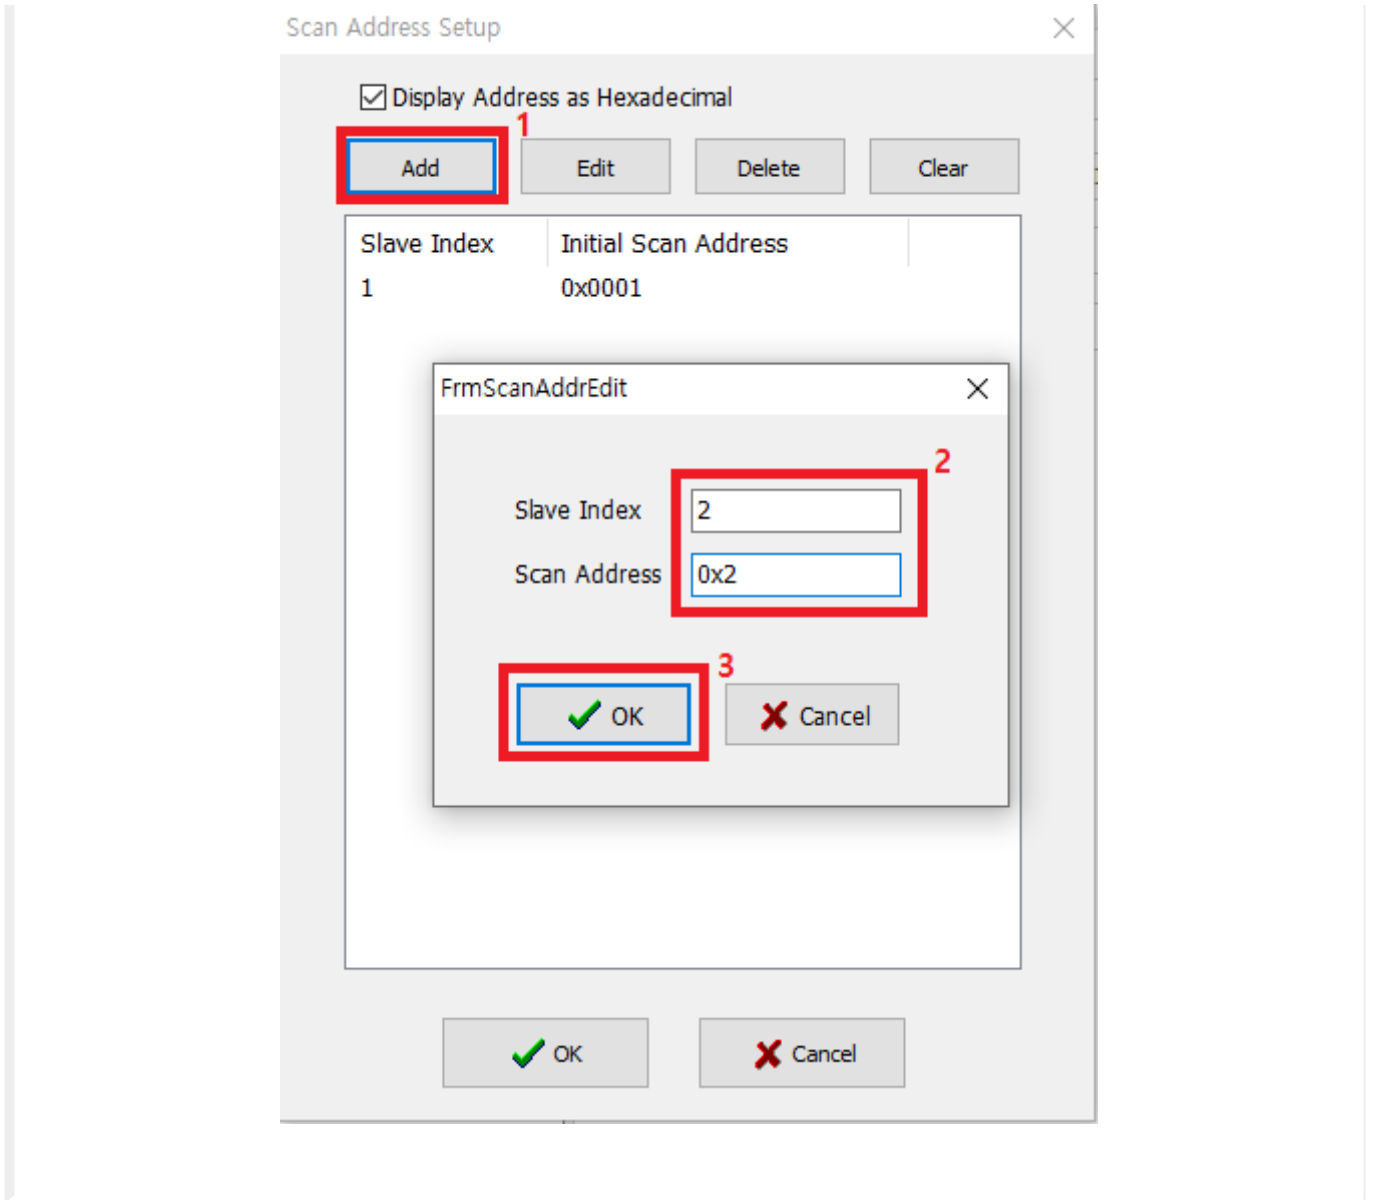 Scan Address Setup
Display Address as Hexadecimal
1
Add Edit Delete Clear
Slave Index Initial Scan Address
1 0x0001
FrmScanAddrEdit
2
Slave Index 2
Scan Address 0x2
3
OK Cancel
OK Cancel